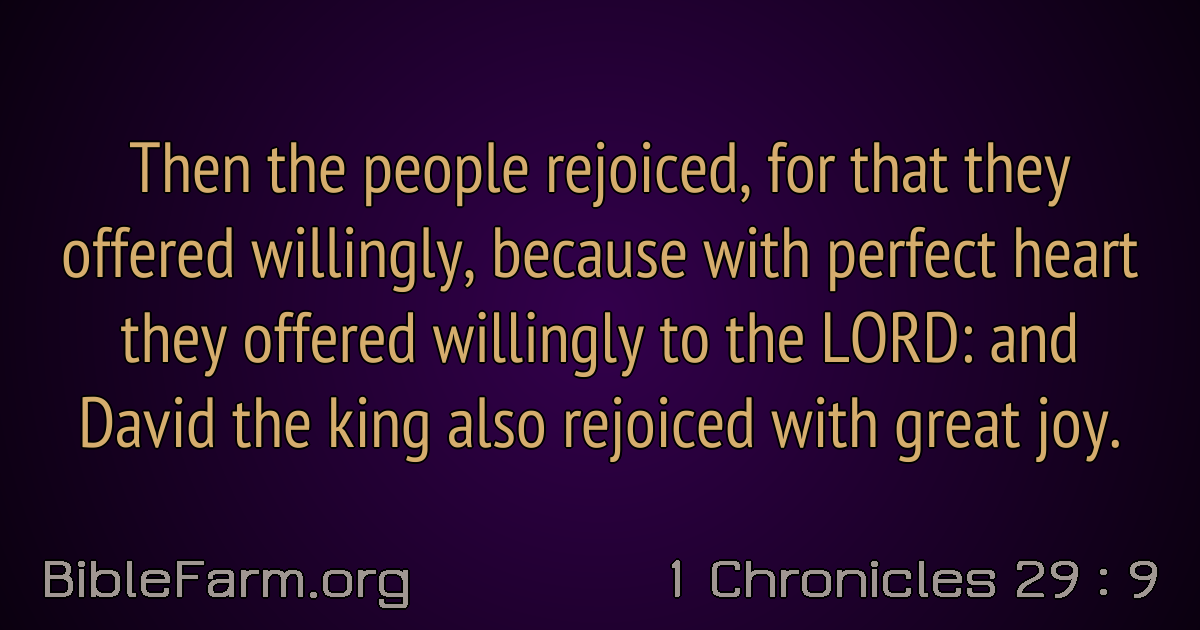 Then the people rejoiced, for that they
offered willingly, because with perfect heart
they offered willingly to the LORD: and
David the king also rejoiced with great joy.
BibleFarm.org
1 Chronicles 29 : 9